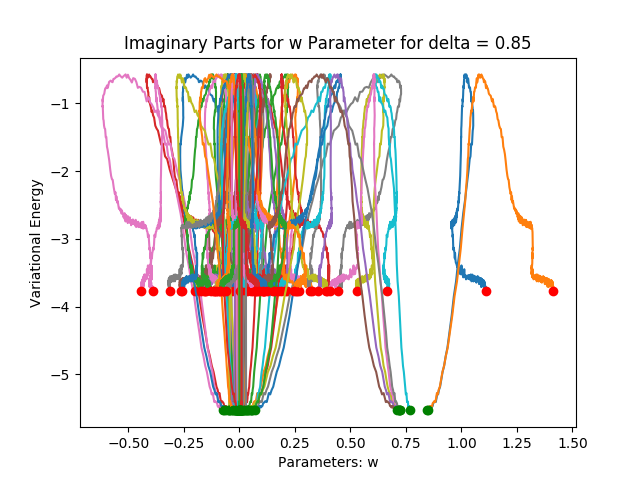 Imaginary Parts for w Parameter for delta = 0.85
Variational Energy
−1
−2
−3
−4
−5
−0.50 −0.25 0.00 0.25 0.50 0.75 1.00 1.25 1.50
Parameters: w